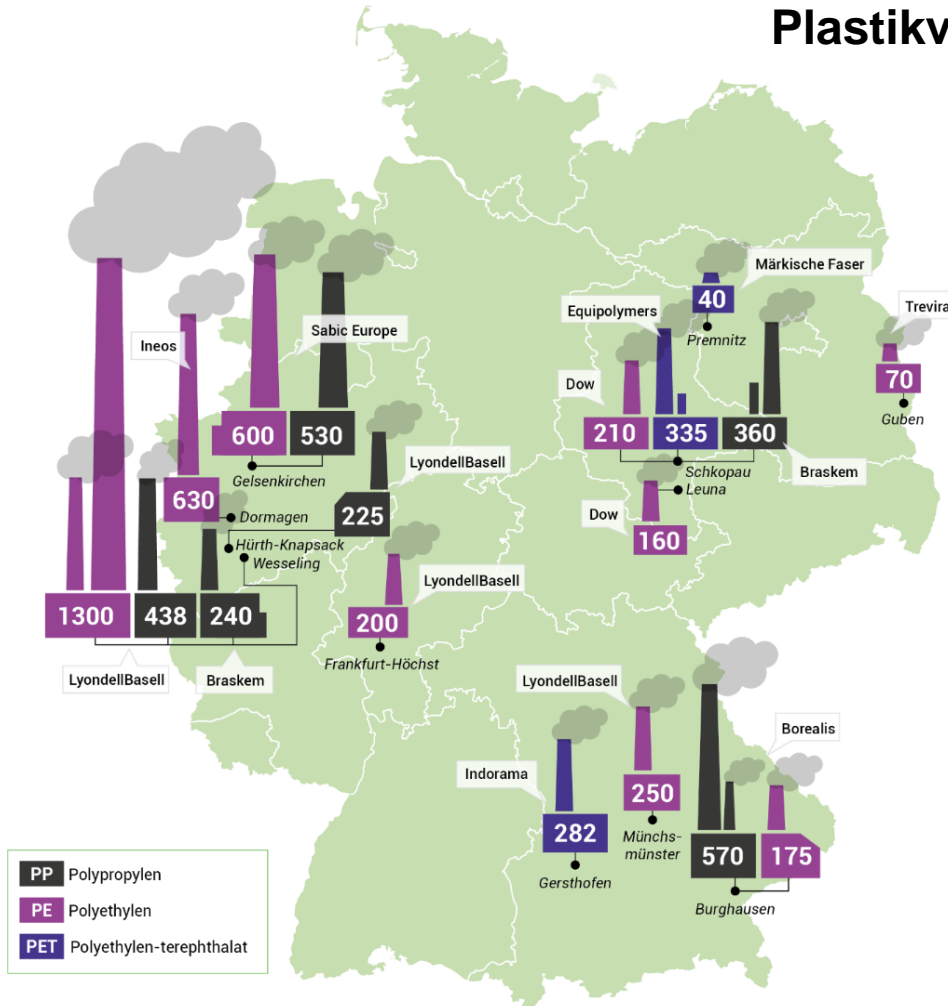 Plastikv
Märkische Faser
40
Premnitz
Trevira
70
Guben
Equipolymers
Dow
210
335
360
Schkopau
Braskem
Leuna
Dow
160
Ineos
Sabic Europe
600
530
Gelsenkirchen
630
Dormagen
LyondellBasell
225
Hürth-Knapsack
Wesseling
1300
438
240
LyondellBasell
Braskem
LyondellBasell
200
Frankfurt-Höchst
LyondellBasell
250
Münchs-
münster
Indorama
282
Gersthofen
Borealis
570
175
Burghausen
PP Polypropylen
PE Polyethylen
PET Polyethylen-terephthalat